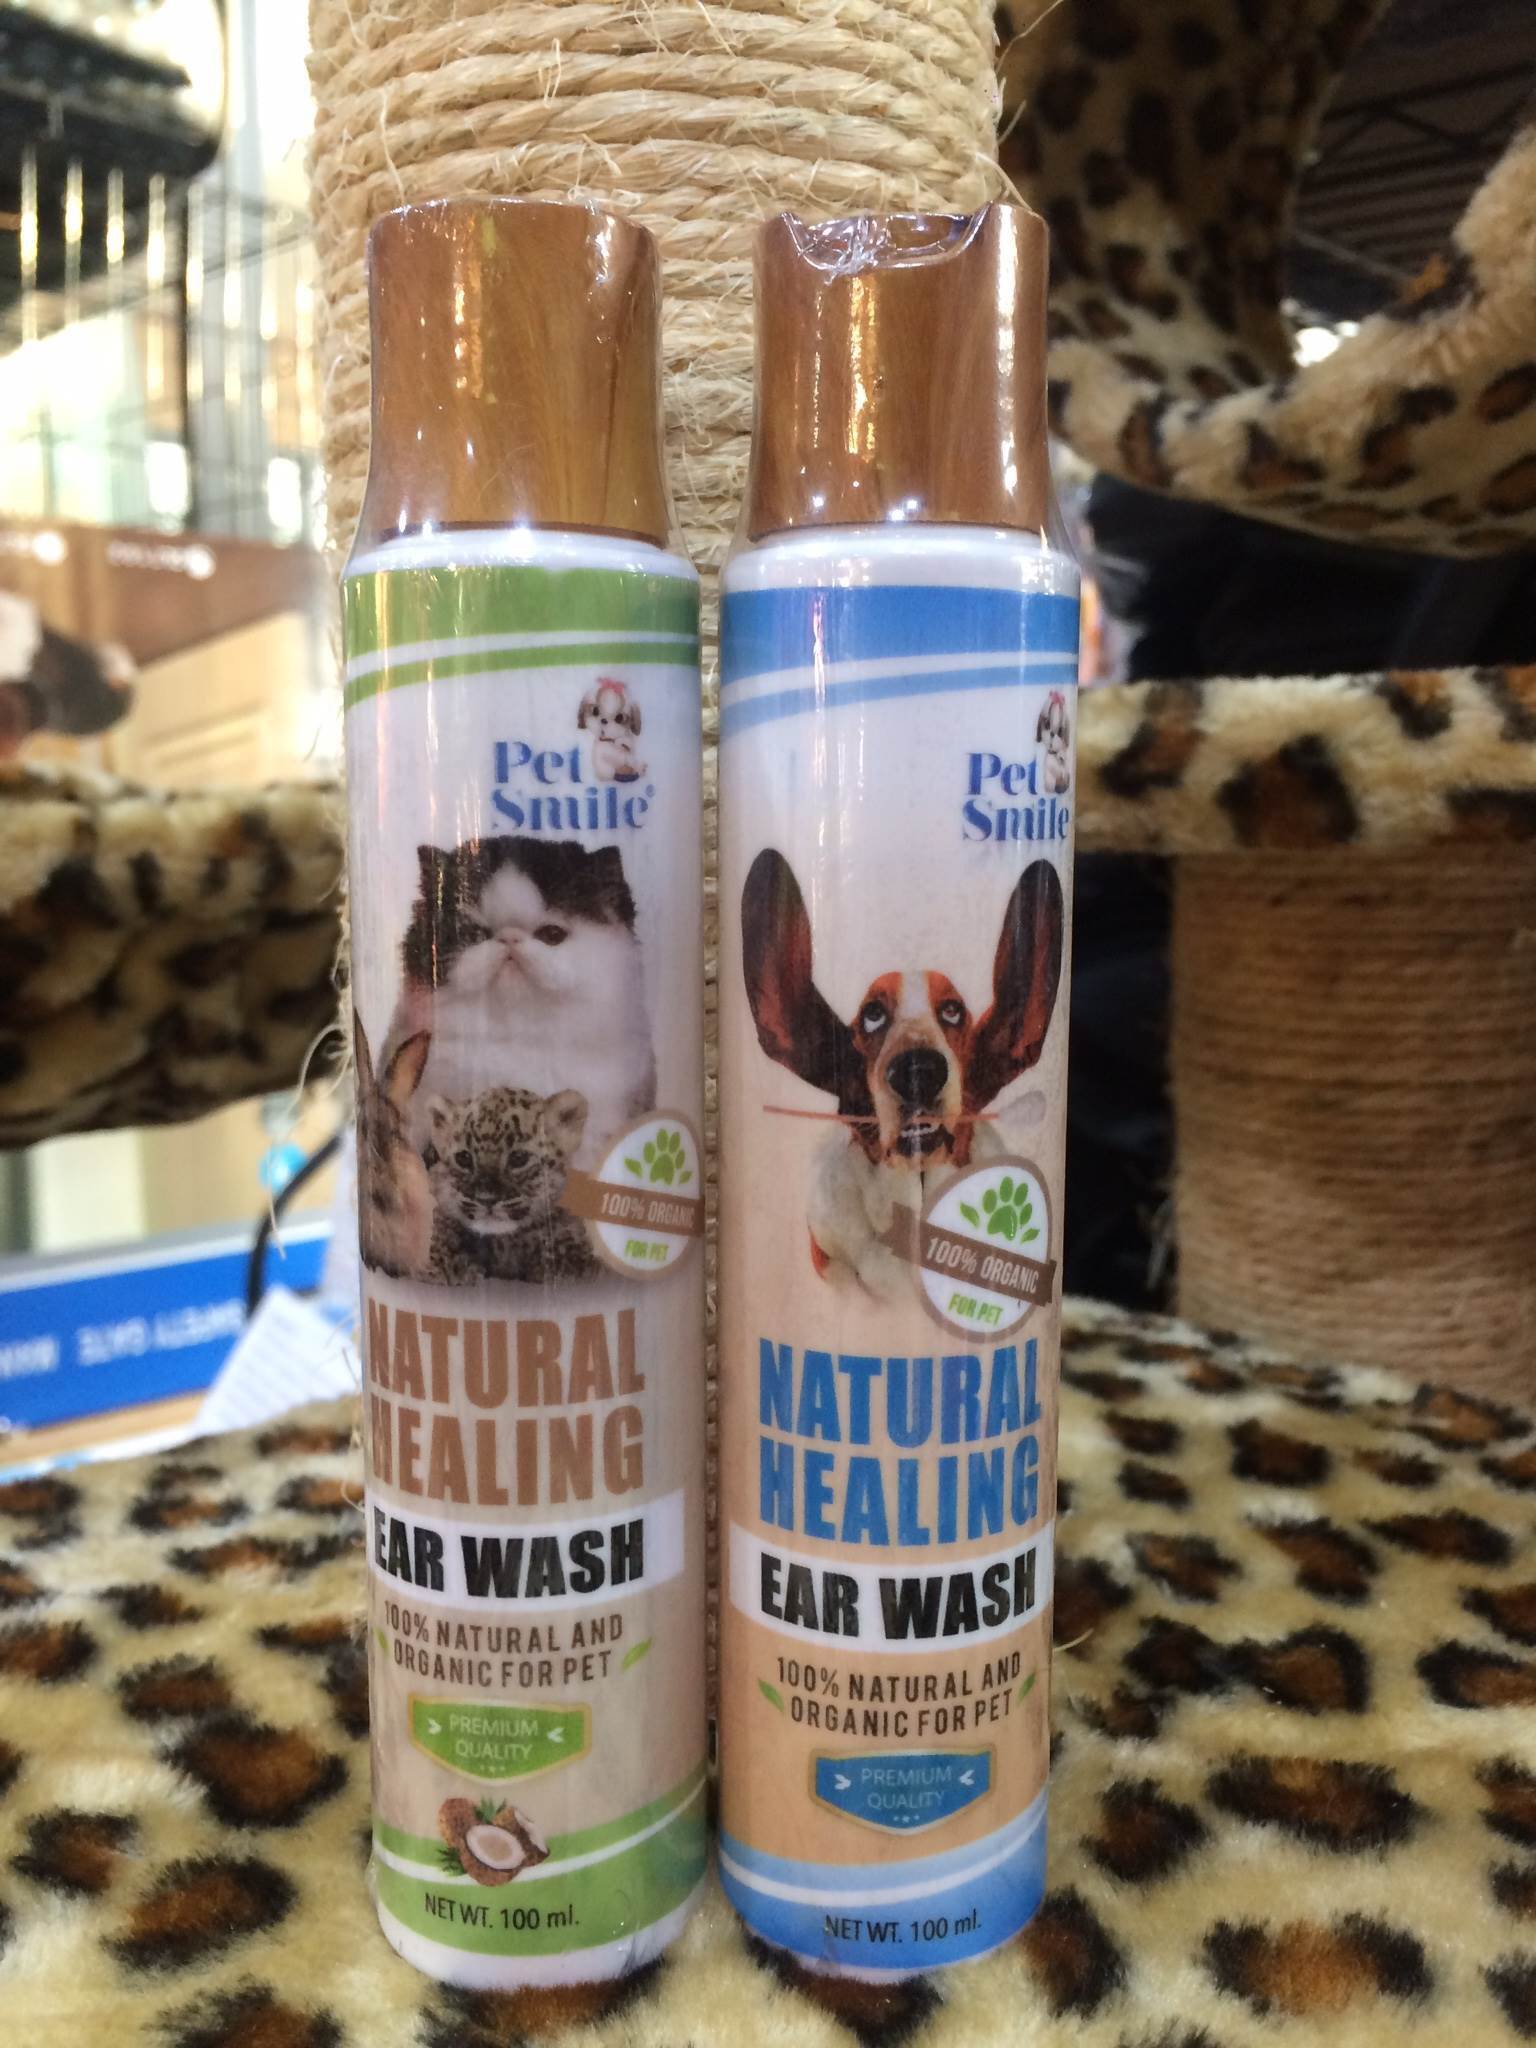 Pet
Smile®
100% ORGANIC
FOR PET
NATURAL
HEALING
EAR WASH
100% NATURAL AND
ORGANIC FOR PET
PREMIUM
QUALITY
NET WT. 100 ml.
Pet
Smile
100% ORGANIC
FOR PET
NATURAL
HEALING
EAR WASH
100% NATURAL AND
ORGANIC FOR PET
PREMIUM
QUALITY
NET WT. 100 ml.
SAFETY GATE